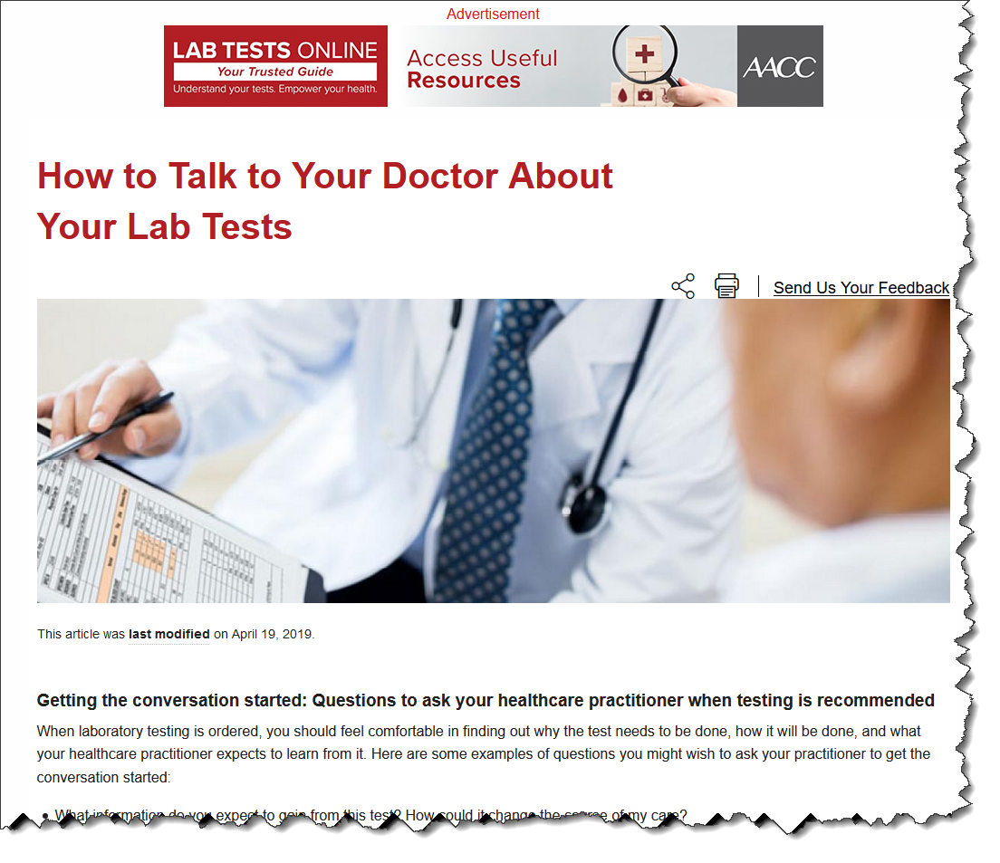 Advertisement
LAB TESTS ONLINE
Your Trusted Guide
Understand your tests. Empower your health.
Access Useful
Resources
AACC
How to Talk to Your Doctor About
Your Lab Tests
Send Us Your Feedback
This article was last modified on April 19, 2019.
Getting the conversation started: Questions to ask your healthcare practitioner when testing is recommended
When laboratory testing is ordered, you should feel comfortable in finding out why the test needs to be done, how it will be done, and what
your healthcare practitioner expects to learn from it. Here are some examples of questions you might wish to ask your practitioner to get the
conversation started:
• What information do you expect to gain from this test? How could it change the course of my care?